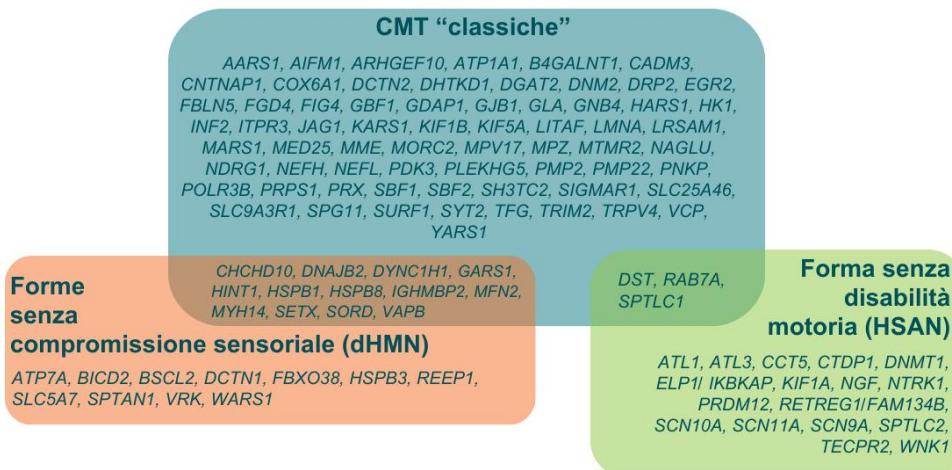 CMT “classiche”
AARS1, AIFM1, ARHGEF10, ATP1A1, B4GALNT1, CADM3,
CNTNAP1, COX6A1, DCTN2, DHTKD1, DGAT2, DNM2, DRP2, EGR2,
FBLN5, FGD4, FIG4, GBF1, GDAP1, GJB1, GLA, GNB4, HARS1, HK1,
INF2, ITPR3, JAG1, KARS1, KIF1B, KIF5A, LITAF, LMNA, LRSAM1,
MARS1, MED25, MME, MORC2, MPV17, MPZ, MTMR2, NAGLU,
NDRG1, NEFH, NEFL, PDK3, PLEKHG5, PMP2, PMP22, PNKP,
POLR3B, PRPS1, PRX, SBF1, SBF2, SH3TC2, SIGMAR1, SLC25A46,
SLC9A3R1, SPG11, SURF1, SYT2, TFG, TRIM2, TRPV4, VCP,
YARS1
CHCHD10, DNAJB2, DYNC1H1, GARS1,
HINT1, HSPB1, HSPB8, IGHMBP2, MFN2,
MYH14, SETX, SORD, VAPB
Forme
senza
compromissione sensoriale (dHMN)
ATP7A, BICD2, BSCL2, DCTN1, FBXO38, HSPB3, REEP1,
SLC5A7, SPTAN1, VRK, WARS1
DST, RAB7A,
SPTLC1
Forma senza
disabilità
motoria (HSAN)
ATL1, ATL3, CCT5, CTDP1, DNMT1,
ELP1/ IKBKAP, KIF1A, NGF, NTRK1,
PRDM12, RETREG1/FAM134B,
SCN10A, SCN11A, SCN9A, SPTLC2,
TECPR2, WNK1